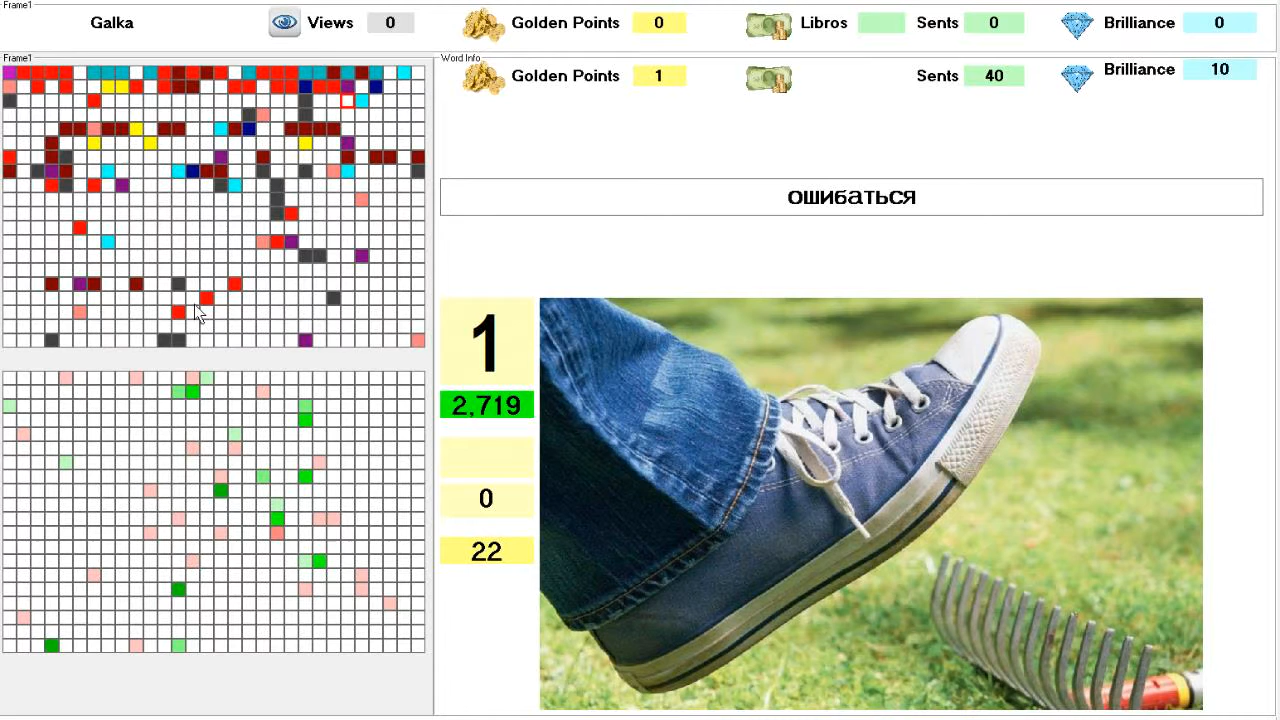 Frame1
Galka Views 0 Golden Points 0 Libros Sents 0 Brilliance 0
Frame1
Word Info
Golden Points 1 Sents 40 Brilliance 10
ошибаться
1
2,719
0
22